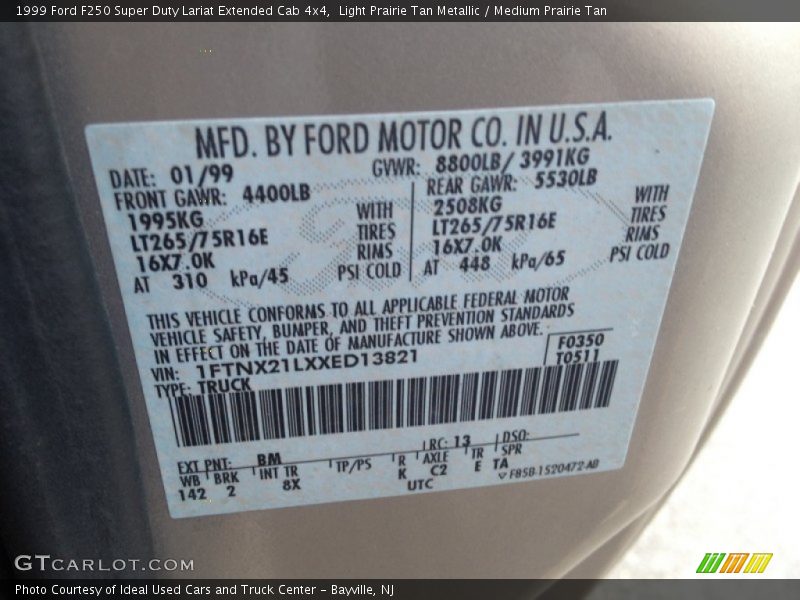 1999 Ford F250 Super Duty Lariat Extended Cab 4x4, Light Prairie Tan Metallic / Medium Prairie Tan
MFD. BY FORD MOTOR CO. IN U.S.A.
DATE: 01/99 GVWR: 8800LB/ 3991KG
FRONT GAWR: 4400LB REAR GAWR: 5530LB
1995KG WITH 2508KG WITH
LT265/75R16E TIRES LT265/75R16E TIRES
16X7.0K RIMS 16X7.0K RIMS
AT 310 kPa/45 PSI COLD AT 448 kPa/65 PSI COLD
THIS VEHICLE CONFORMS TO ALL APPLICABLE FEDERAL MOTOR
VEHICLE SAFETY, BUMPER, AND THEFT PREVENTION STANDARDS
IN EFFECT ON THE DATE OF MANUFACTURE SHOWN ABOVE.
VIN: 1FTNX21LXXED13821 F0350
TYPE: TRUCK T0511
EXT PNT: BM RC: 13 DSO:
WB BRK INT TR TP/PS R AXLE TR SPR
142 2 8X K C2 E TA
UTC F85B-1520472-AB
GTCARLOT.COM
Photo Courtesy of Ideal Used Cars and Truck Center - Bayville, NJ